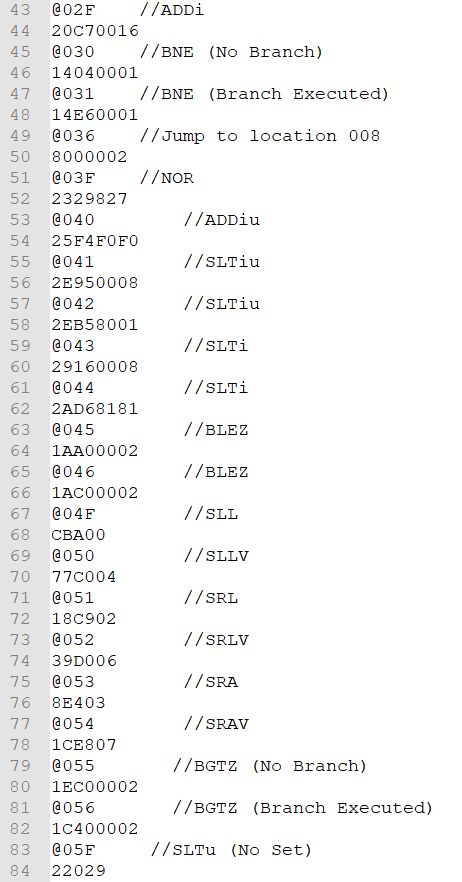 43 @02F //ADDi
44 20C70016
45 @030 //BNE (No Branch)
46 14040001
47 @031 //BNE (Branch Executed)
48 14E60001
49 @036 //Jump to location 008
50 8000002
51 @03F //NOR
52 2329827
53 @040 //ADDiu
54 25F4F0F0
55 @041 //SLTiu
56 2E950008
57 @042 //SLTiu
58 2EB58001
59 @043 //SLTi
60 29160008
61 @044 //SLTi
62 2AD68181
63 @045 //BLEZ
64 1AA00002
65 @046 //BLEZ
66 1AC00002
67 @04F //SLL
68 CBA00
69 @050 //SLLV
70 77C004
71 @051 //SRL
72 18C902
73 @052 //SRLV
74 39D006
75 @053 //SRA
76 8E403
77 @054 //SRAV
78 1CE807
79 @055 //BGTZ (No Branch)
80 1EC00002
81 @056 //BGTZ (Branch Executed)
82 1C400002
83 @05F //SLTu (No Set)
84 22029